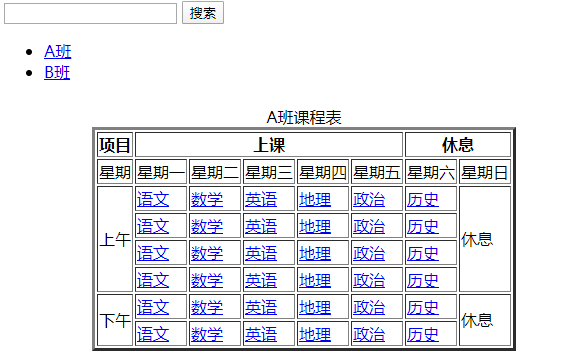 搜索
A班
B班
A班课程表
项目 上课 休息
星期 星期一 星期二 星期三 星期四 星期五 星期六 星期日
上午 语文 数学 英语 地理 政治 历史 休息
语文 数学 英语 地理 政治 历史
语文 数学 英语 地理 政治 历史
语文 数学 英语 地理 政治 历史
下午 语文 数学 英语 地理 政治 历史 休息
语文 数学 英语 地理 政治 历史